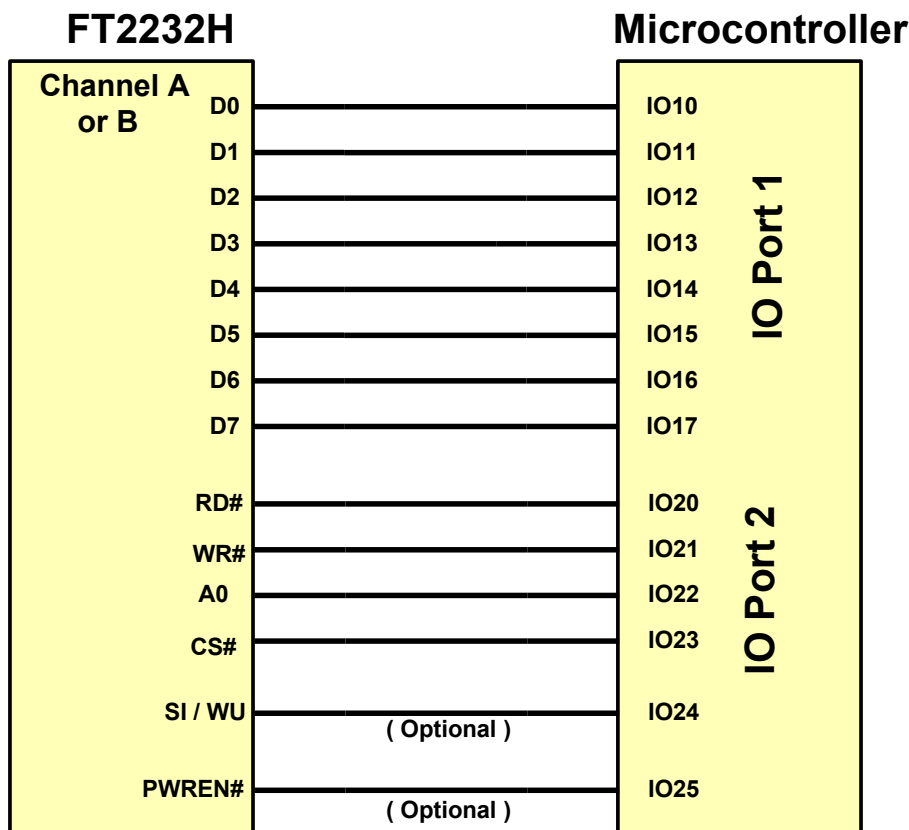 FT2232H
Microcontroller
Channel A
or B
D0
IO10
D1
IO11
D2
IO12
D3
IO13
D4
IO14
D5
IO15
D6
IO16
D7
IO17
IO Port 1
RD#
IO20
WR#
IO21
A0
IO22
CS#
IO23
IO Port 2
SI / WU
IO24
( Optional )
PWREN#
IO25
( Optional )